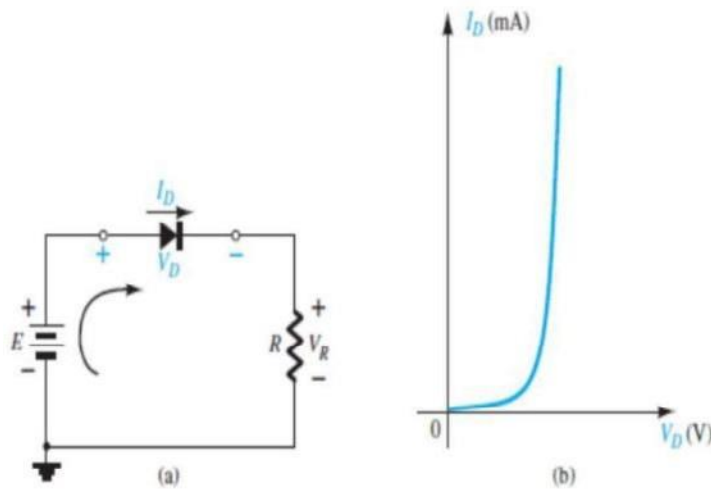 I_D
+ V_D -
+
E
-
+
R V_R
-
(a)
I_D (mA)
0
V_D (V)
(b)